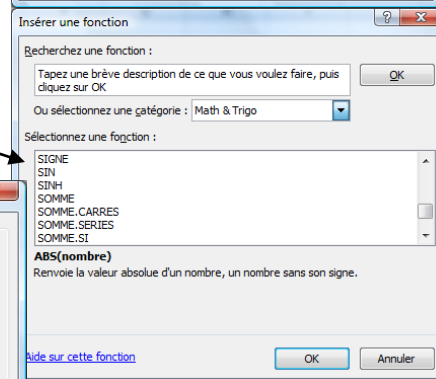 Insérer une fonction
Recherchez une fonction :
Tapez une brève description de ce que vous voulez faire, puis
cliquez sur OK
OK
Ou sélectionnez une catégorie : Math & Trigo
Sélectionnez une fonction :
SIGNE
SIN
SINH
SOMME
SOMME.CARRES
SOMME.SERIES
SOMME.SI
ABS(nombre)
Renvoie la valeur absolue d'un nombre, un nombre sans son signe.
Aide sur cette fonction
OK
Annuler